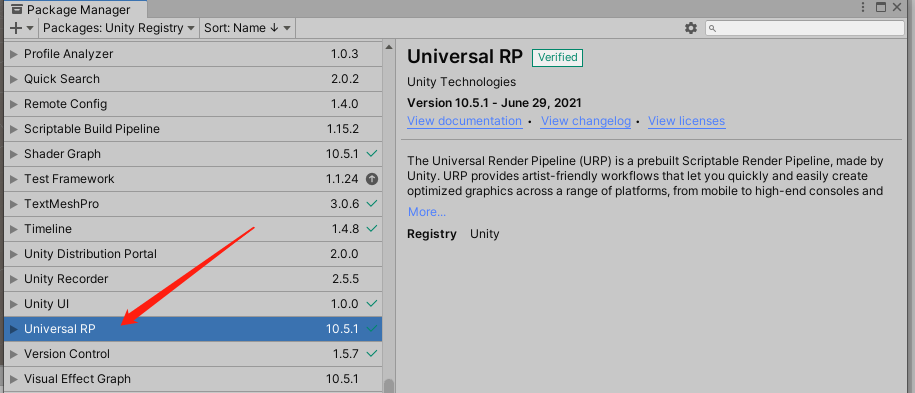 Package Manager
Packages: Unity Registry Sort: Name ↓
Profile Analyzer 1.0.3
Quick Search 2.0.2
Remote Config 1.4.0
Scriptable Build Pipeline 1.15.2
Shader Graph 10.5.1
Test Framework 1.1.24
TextMeshPro 3.0.6
Timeline 1.4.8
Unity Distribution Portal 2.0.0
Unity Recorder 2.5.5
Unity UI 1.0.0
Universal RP 10.5.1
Version Control 1.5.7
Visual Effect Graph 10.5.1
Universal RP Verified
Unity Technologies
Version 10.5.1 - June 29, 2021
View documentation • View changelog • View licenses
The Universal Render Pipeline (URP) is a prebuilt Scriptable Render Pipeline, made by
Unity. URP provides artist-friendly workflows that let you quickly and easily create
optimized graphics across a range of platforms, from mobile to high-end consoles and
More...
Registry Unity